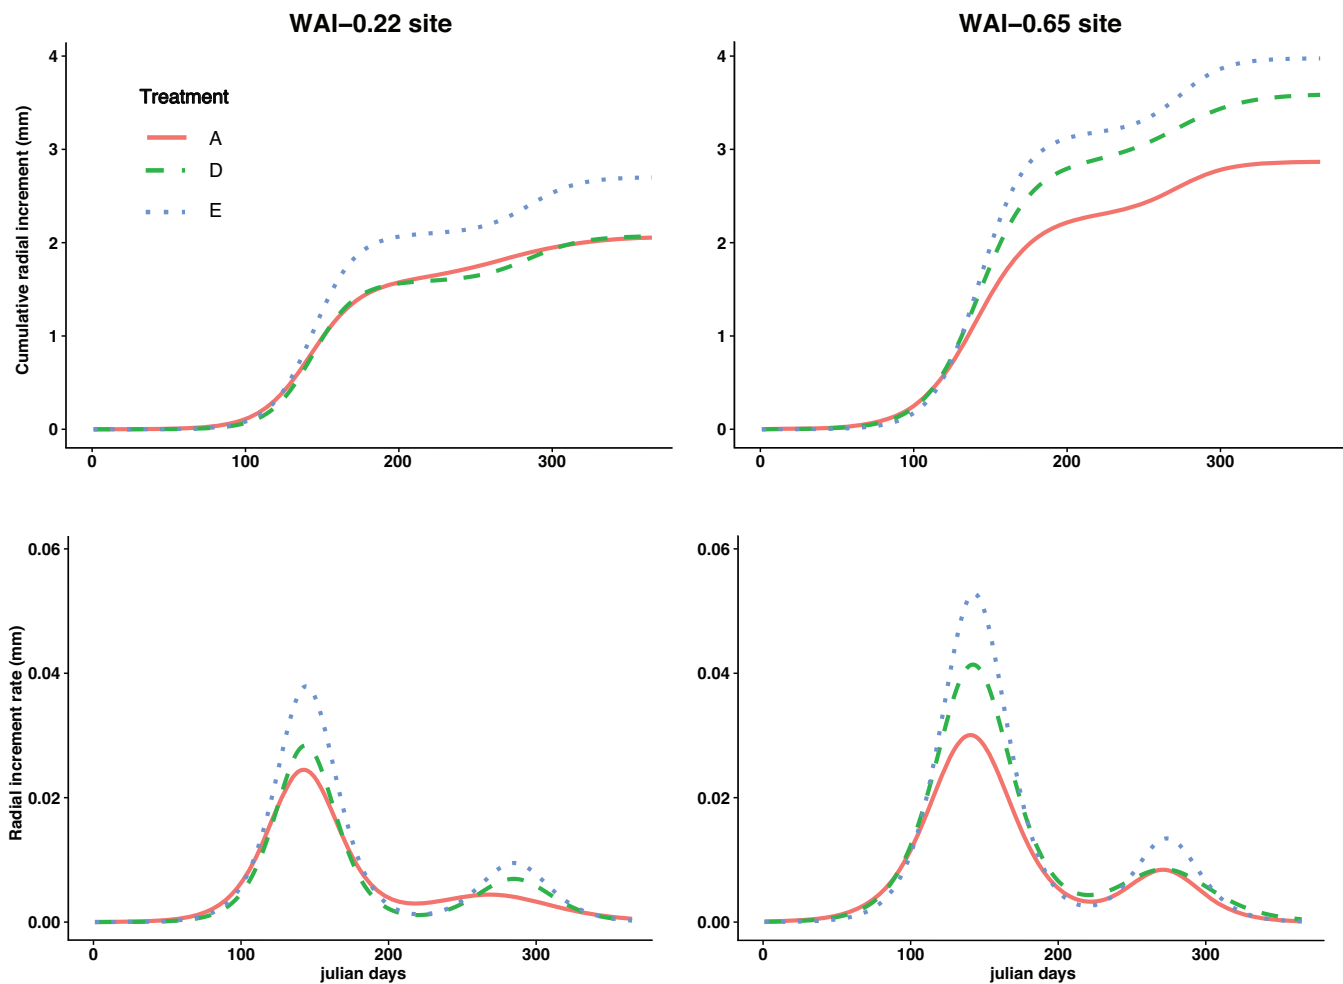 WAI–0.22 site
WAI–0.65 site
Cumulative radial increment (mm)
4
3
2
1
0
0 100 200 300
Treatment
A
D
E
4
3
2
1
0
0 100 200 300
Radial increment rate (mm)
0.06
0.04
0.02
0.00
0 100 200 300
julian days
0.06
0.04
0.02
0.00
0 100 200 300
julian days